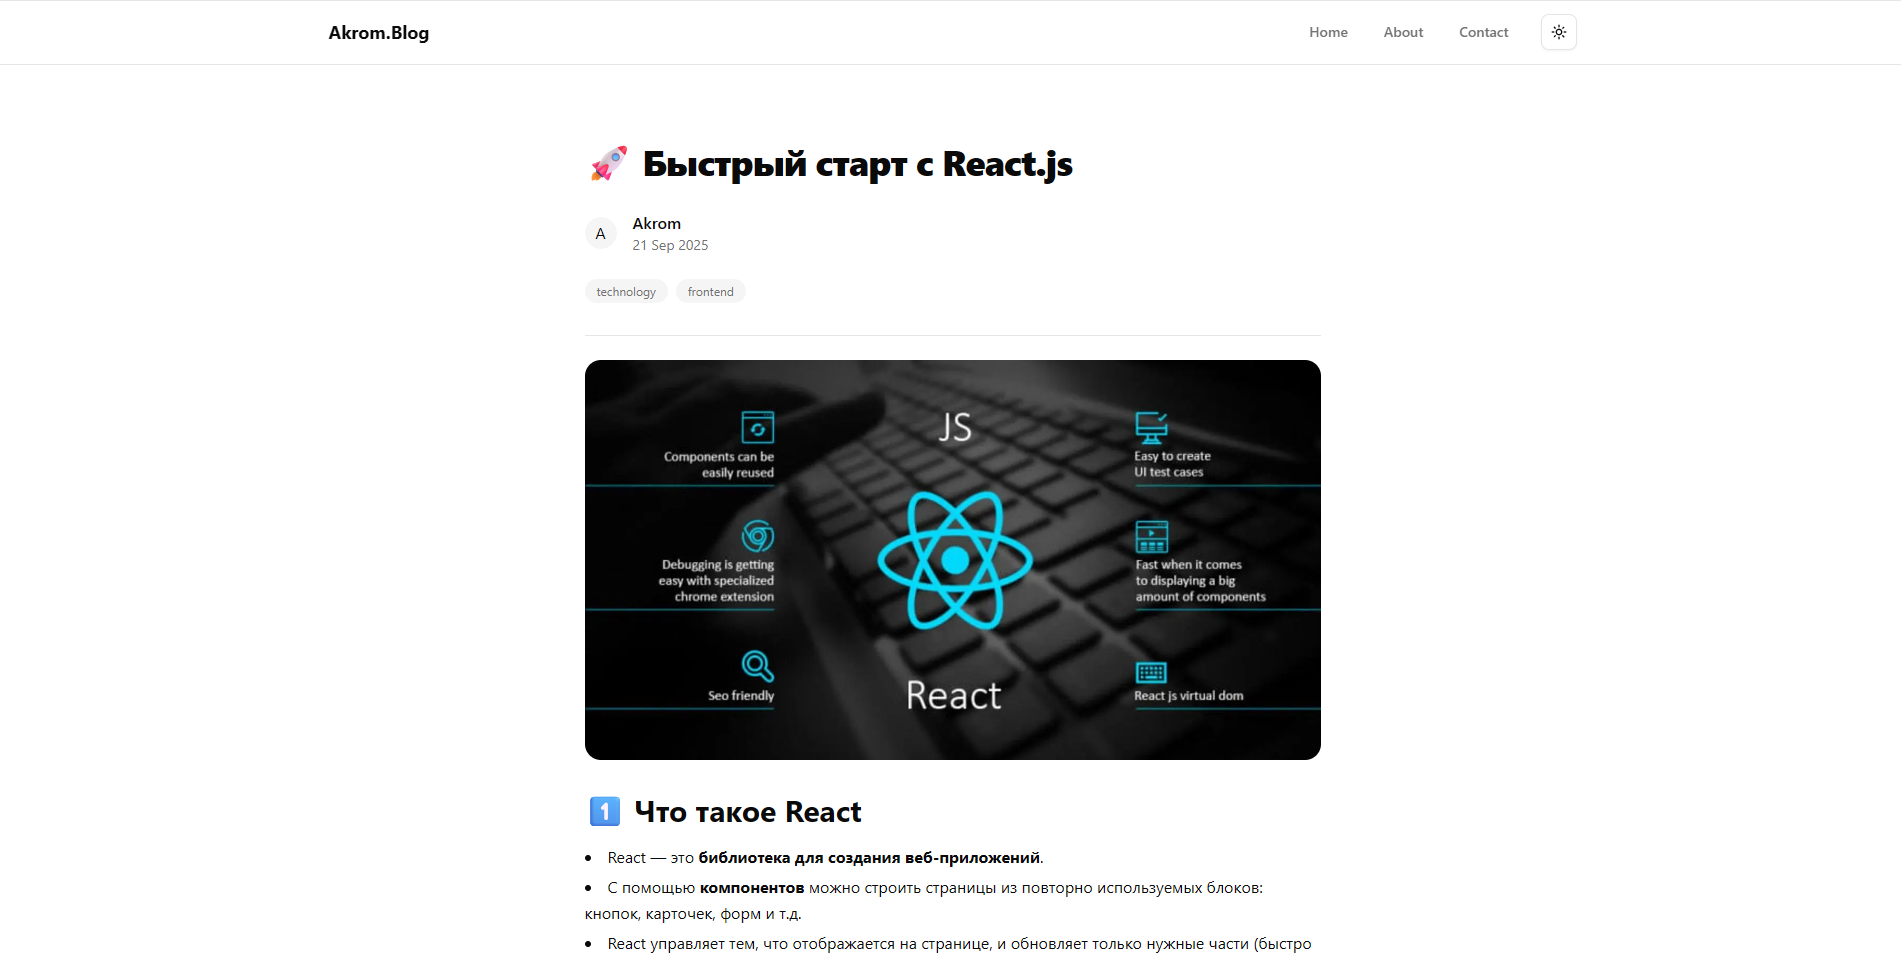 Akrom.Blog
Home
About
Contact
🚀 Быстрый старт с React.js
A
Akrom
21 Sep 2025
technology
frontend
JS
Components can be
easily reused
Easy to create
UI test cases
Debugging is getting
easy with specialized
chrome extension
Fast when it comes
to displaying a big
amount of components
Seo friendly
React
React js virtual dom
1️⃣ Что такое React
• React — это библиотека для создания веб-приложений.
• С помощью компонентов можно строить страницы из повторно используемых блоков:
кнопок, карточек, форм и т.д.
• React управляет тем, что отображается на странице, и обновляет только нужные части (быстро